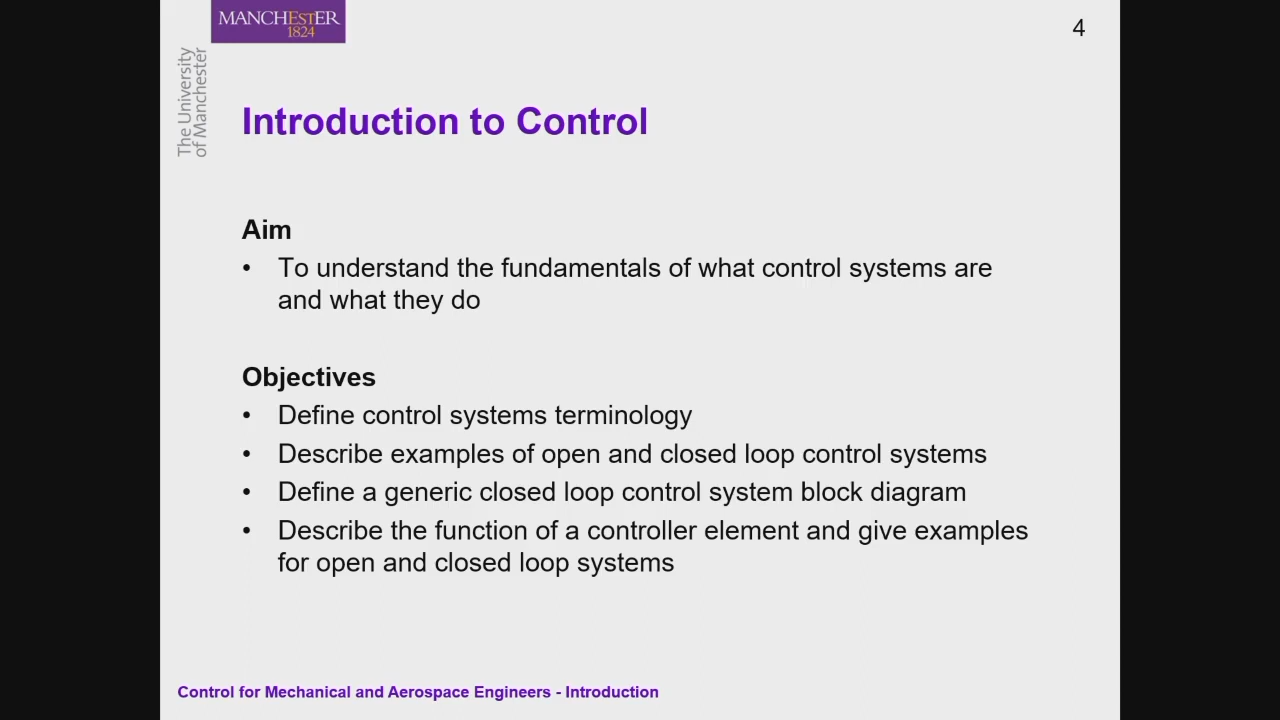 MANCHESTER
1824
The University
of Manchester
4
Introduction to Control
Aim
• To understand the fundamentals of what control systems are
and what they do
Objectives
• Define control systems terminology
• Describe examples of open and closed loop control systems
• Define a generic closed loop control system block diagram
• Describe the function of a controller element and give examples
for open and closed loop systems
Control for Mechanical and Aerospace Engineers - Introduction